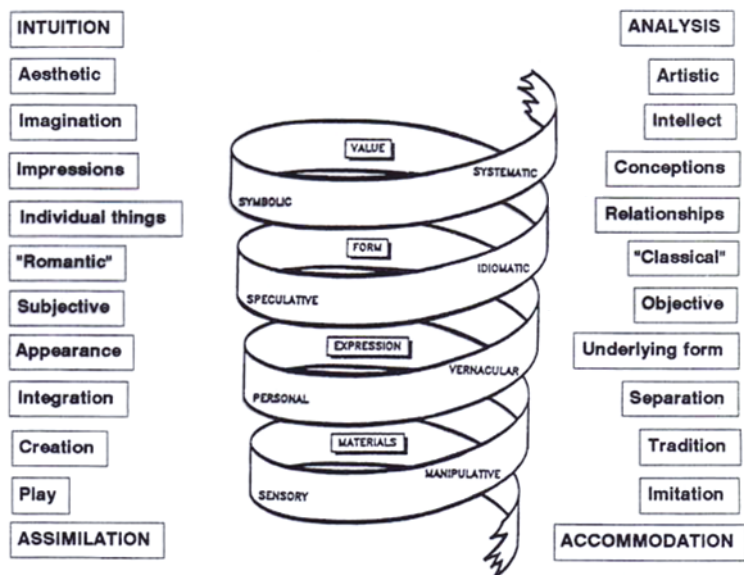 INTUITION
Aesthetic
Imagination
Impressions
Individual things
"Romantic"
Subjective
Appearance
Integration
Creation
Play
ASSIMILATION
VALUE
SYSTEMATIC
SYMBOLIC
FORM
IDIOMATIC
SPECULATIVE
EXPRESSION
VERNACULAR
PERSONAL
MATERIALS
MANIPULATIVE
SENSORY
ANALYSIS
Artistic
Intellect
Conceptions
Relationships
"Classical"
Objective
Underlying form
Separation
Tradition
Imitation
ACCOMMODATION